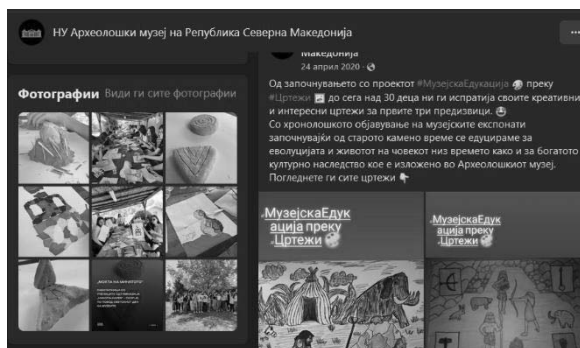 НУ Археолошки музеј на Република Северна Македонија
Фотографии Види ги сите фотографии
Македонија
24 април 2020
Од започнувањето со проектот #МузејскаЕдукација преку
#Цртежи до сега над 30 деца ни ги испратија своите креативни
и интересни цртежи за првите три предизвици.
Со хронолошкото објавување на музејските експонати
започнувајќи од старото камено време се едуцираме за
еволуцијата и животот на човекот низ времето како и за богатото
културно наследство кое е изложено во Археолошкиот музеј.
Погледнете ги сите цртежи
#МузејскаЕдук
ација преку
#Цртежи
#МузејскаЕдук
ација преку
#Цртежи